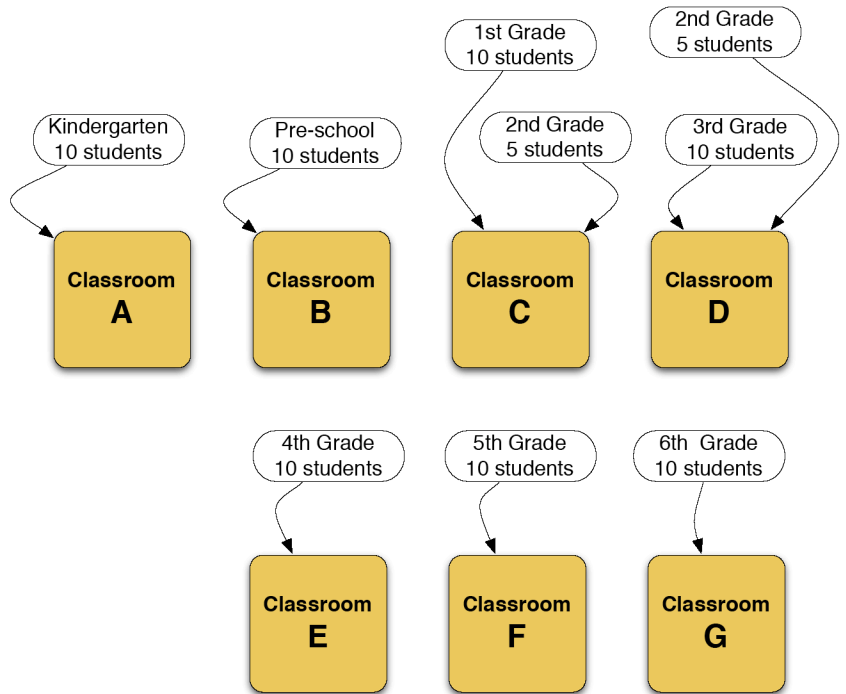 1st Grade
10 students
2nd Grade
5 students
Kindergarten
10 students
Pre-school
10 students
2nd Grade
5 students
3rd Grade
10 students
Classroom
A
Classroom
B
Classroom
C
Classroom
D
4th Grade
10 students
5th Grade
10 students
6th  Grade
10 students
Classroom
E
Classroom
F
Classroom
G